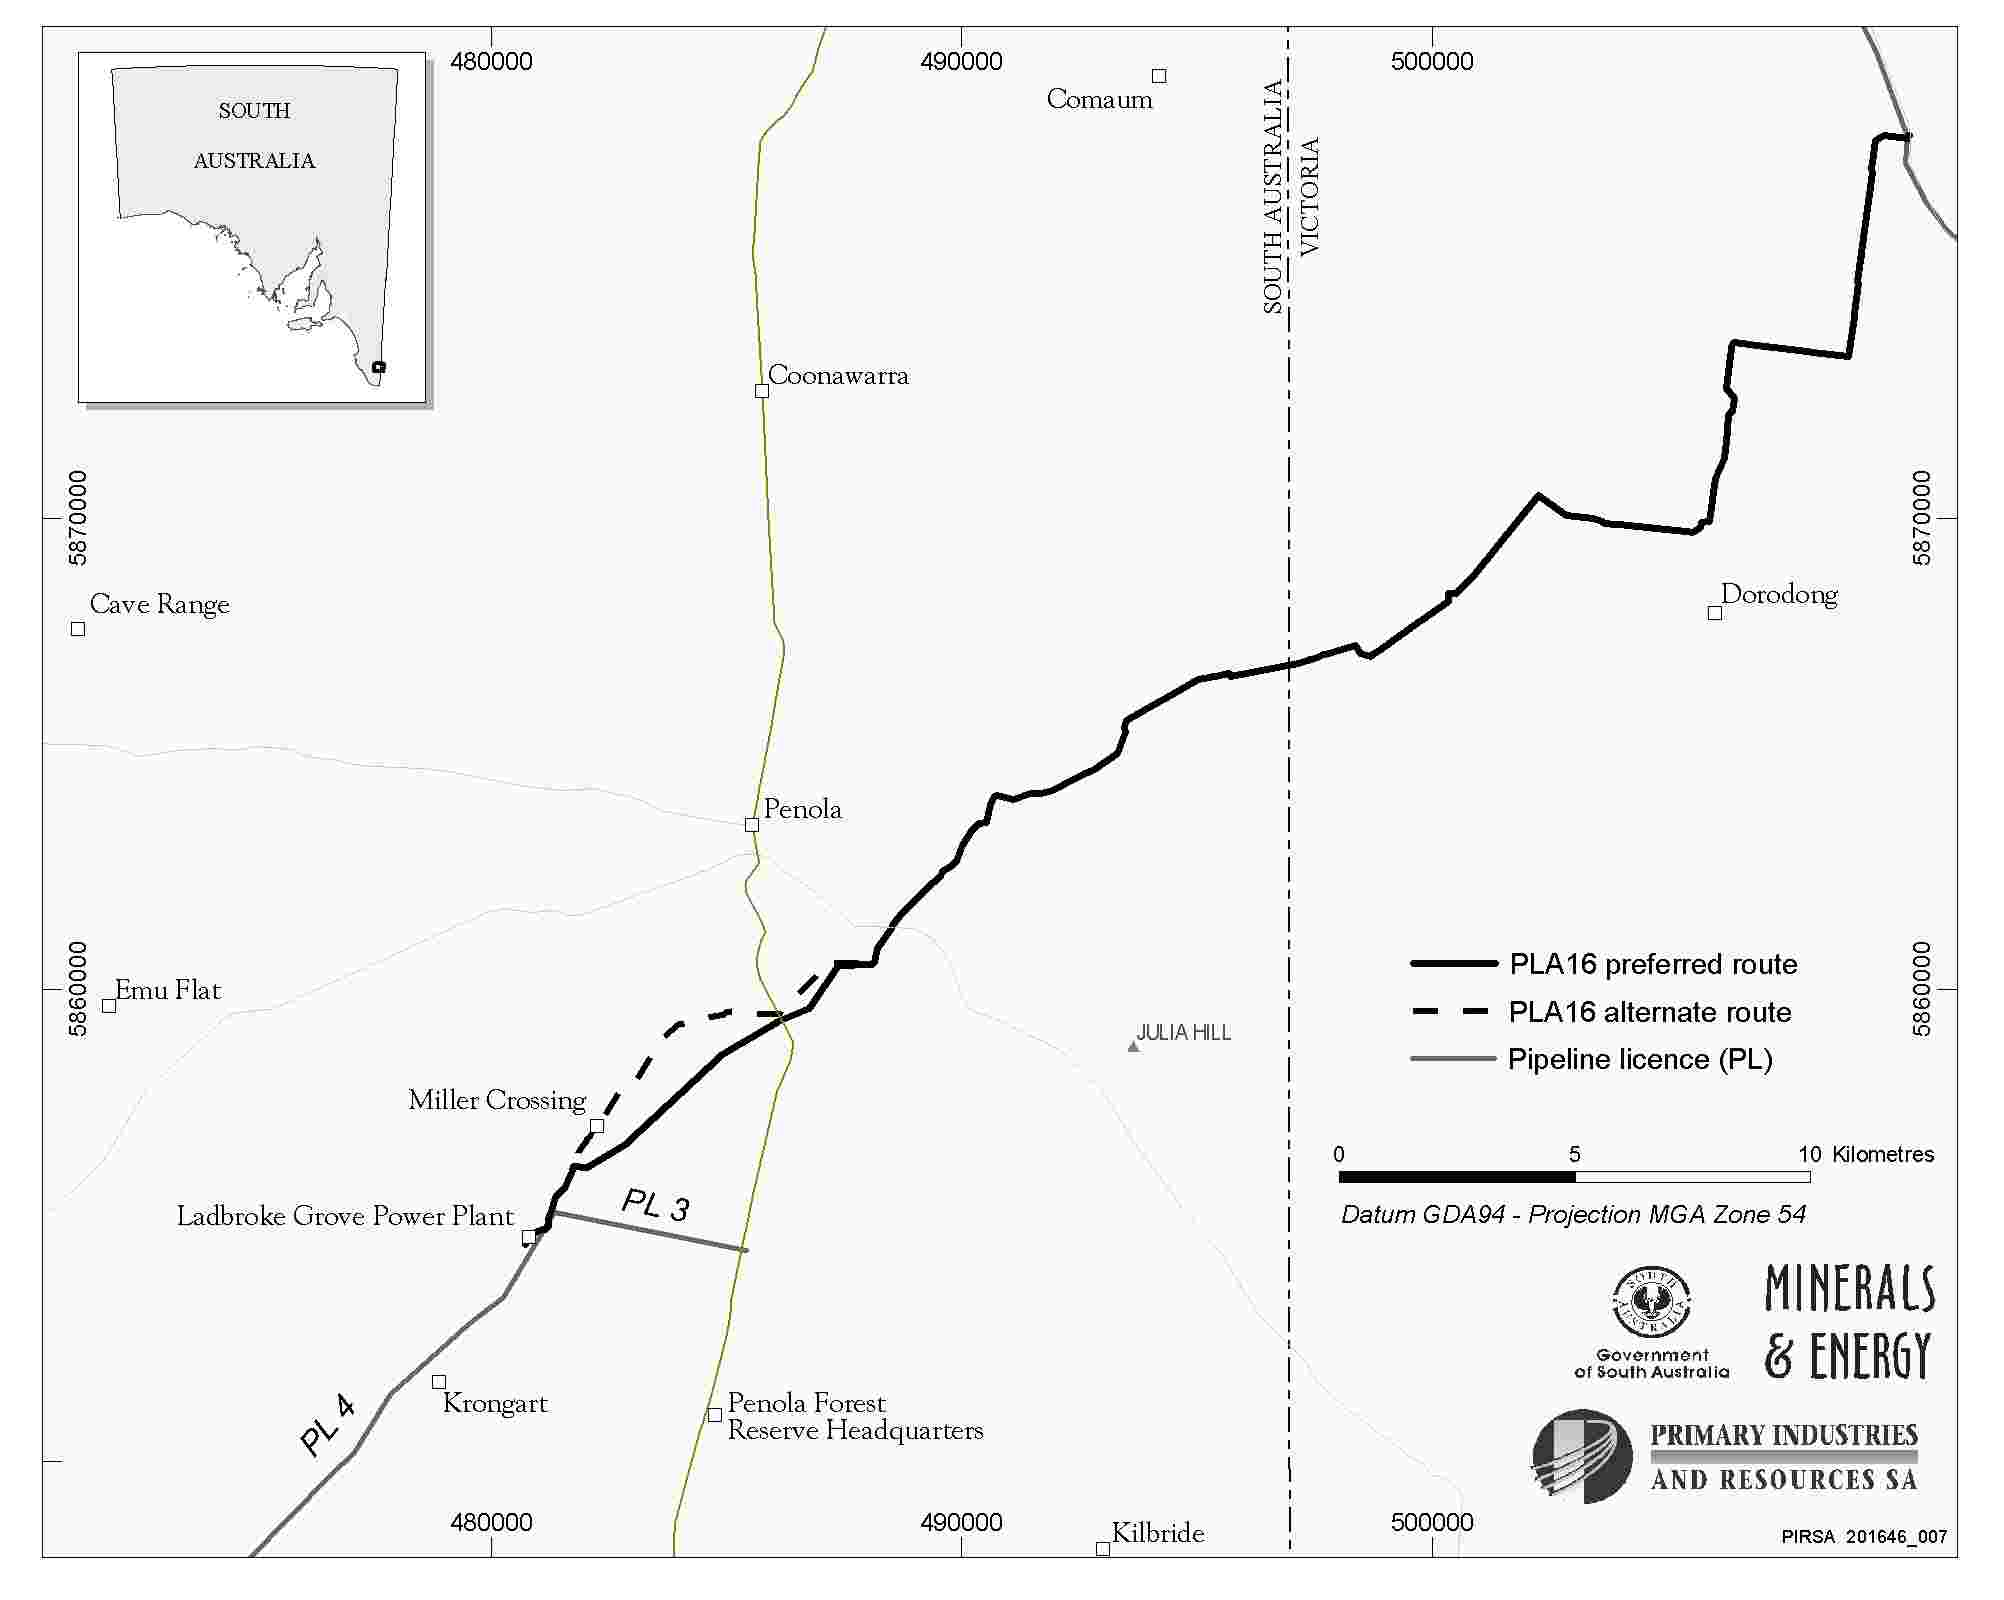 480000
490000
500000
SOUTH
AUSTRALIA
Comaum
SOUTH AUSTRALIA
VICTORIA
Coonawarra
5870000
5870000
Cave Range
Dorodong
Penola
5860000
5860000
Emu Flat
JULIA HILL
Miller Crossing
Ladbroke Grove Power Plant
PL 3
PL 4
Krongart
Penola Forest
Reserve Headquarters
PLA16 preferred route
PLA16 alternate route
Pipeline licence (PL)
0 5 10 Kilometres
Datum GDA94 - Projection MGA Zone 54
SOUTH
AUSTRALIA
Government
of South Australia
MINERALS
& ENERGY
PRIMARY INDUSTRIES
AND RESOURCES SA
480000
490000
500000
Kilbride
PIRSA 201646_007